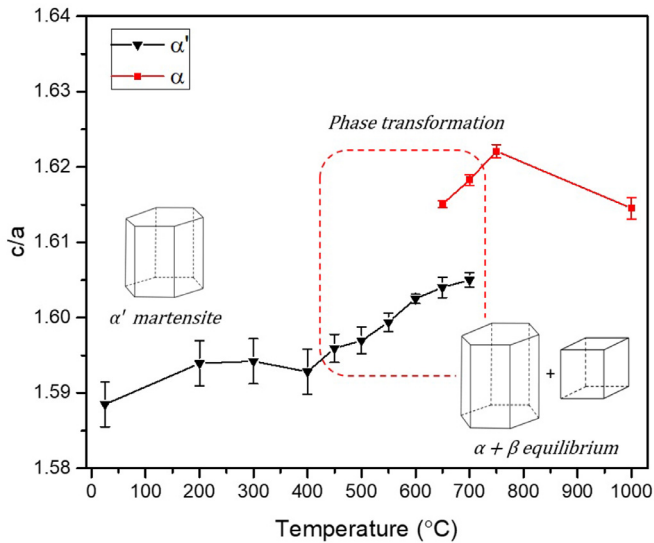 1.64
1.63
1.62
1.61
1.60
1.59
1.58
c/a
α'
α
Phase transformation
α' martensite
+
α + β equilibrium
0 100 200 300 400 500 600 700 800 900 1000
Temperature (°C)